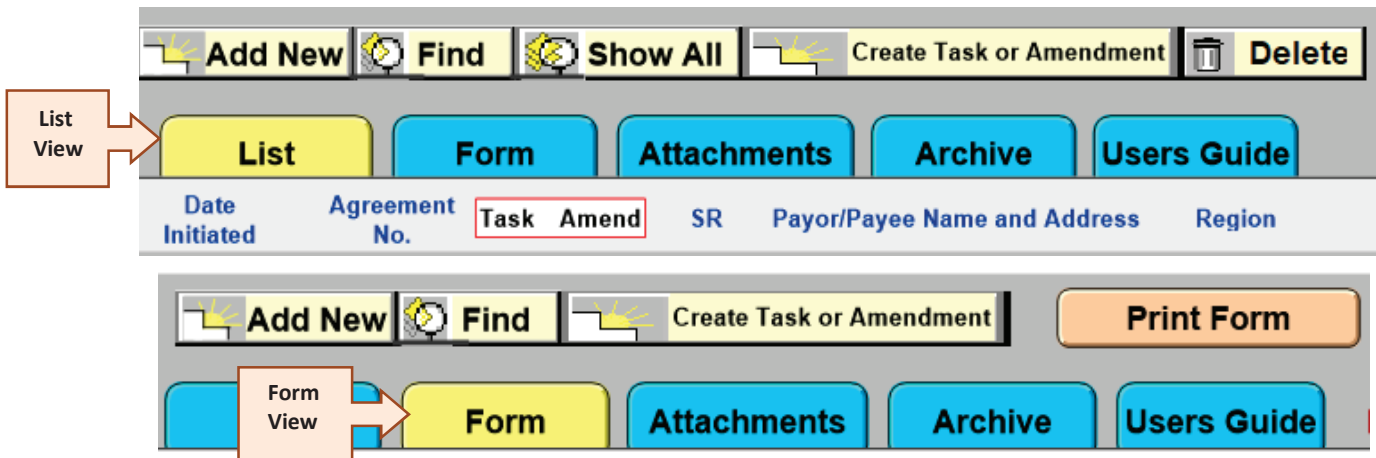 Add New Find Show All Create Task or Amendment Delete
List
View
List Form Attachments Archive Users Guide
Date
Initiated
Agreement
No.
Task Amend
SR
Payor/Payee Name and Address
Region
Add New Find Create Task or Amendment Print Form
Form
View
Form Attachments Archive Users Guide